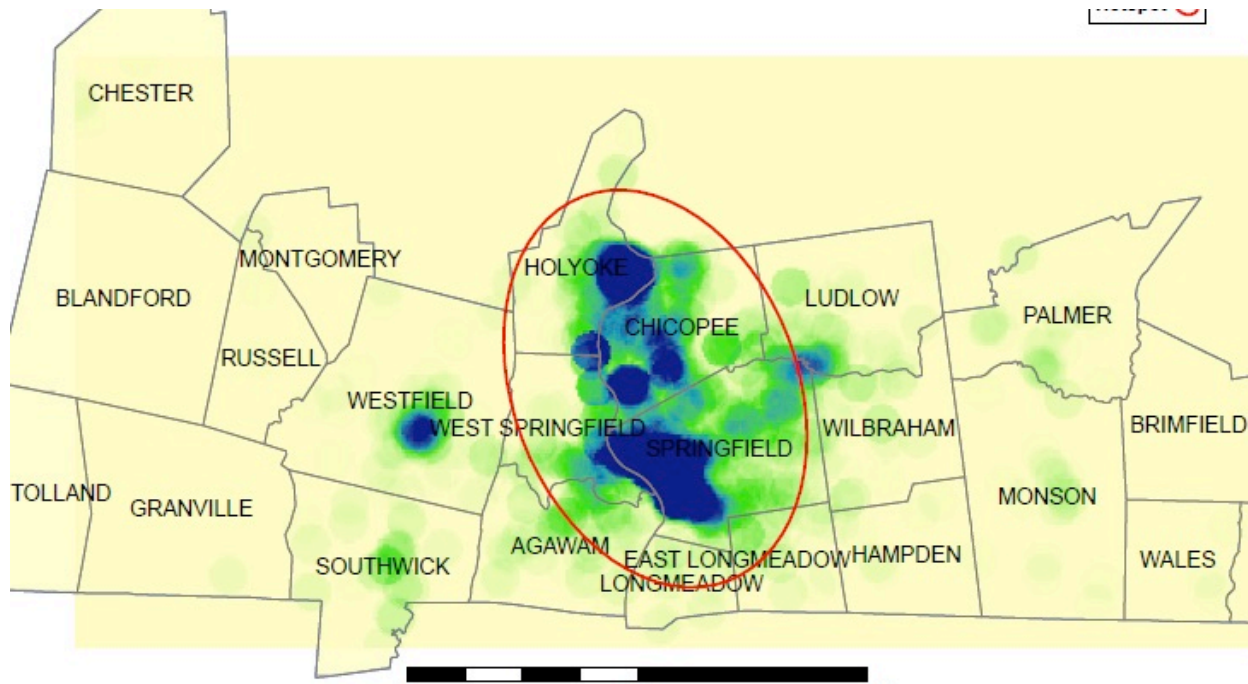 CHESTER
MONTGOMERY
HOLYOKE
BLANDFORD
LUDLOW
PALMER
CHICOPEE
RUSSELL
WESTFIELD
WEST SPRINGFIELD
SPRINGFIELD
WILBRAHAM
BRIMFIELD
TOLLAND
GRANVILLE
MONSON
AGAWAM
EAST LONGMEADOW
HAMPDEN
WALES
SOUTHWICK
LONGMEADOW